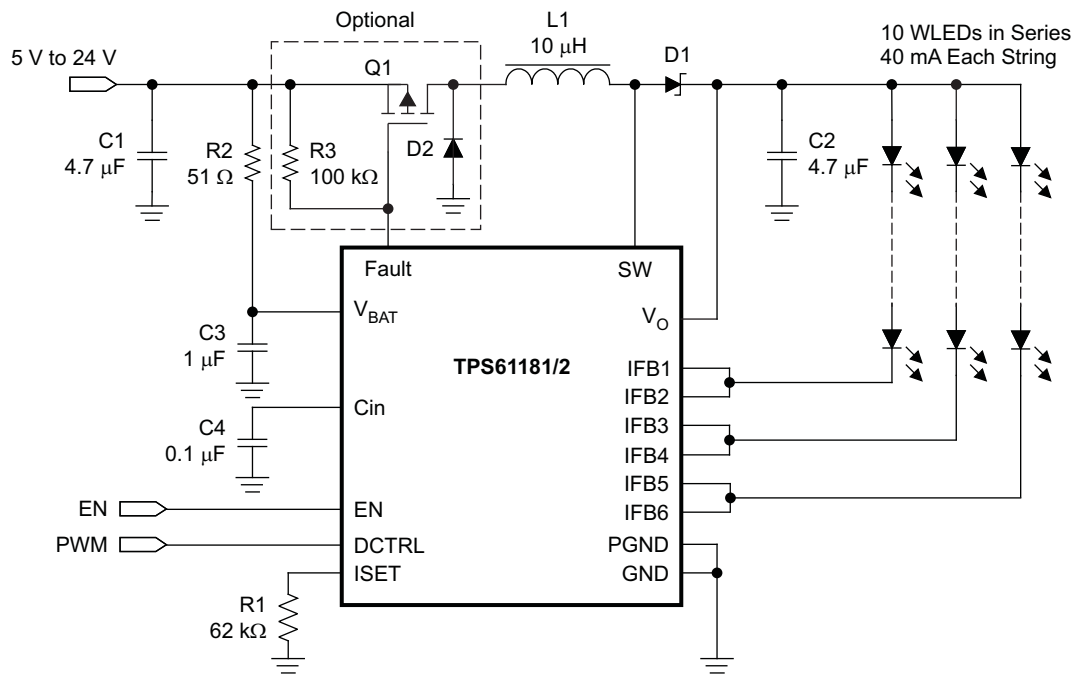 Optional
L1
10 μH
10 WLEDs in Series
40 mA Each String
5 V to 24 V
Q1
D1
C1
4.7 μF
R2
51 Ω
R3
100 kΩ
D2
C2
4.7 μF
Fault
SW
VBAT
VO
C3
1 μF
TPS61181/2
IFB1
IFB2
Cin
IFB3
C4
0.1 μF
IFB4
IFB5
IFB6
EN
EN
PWM
DCTRL
PGND
ISET
GND
R1
62 kΩ